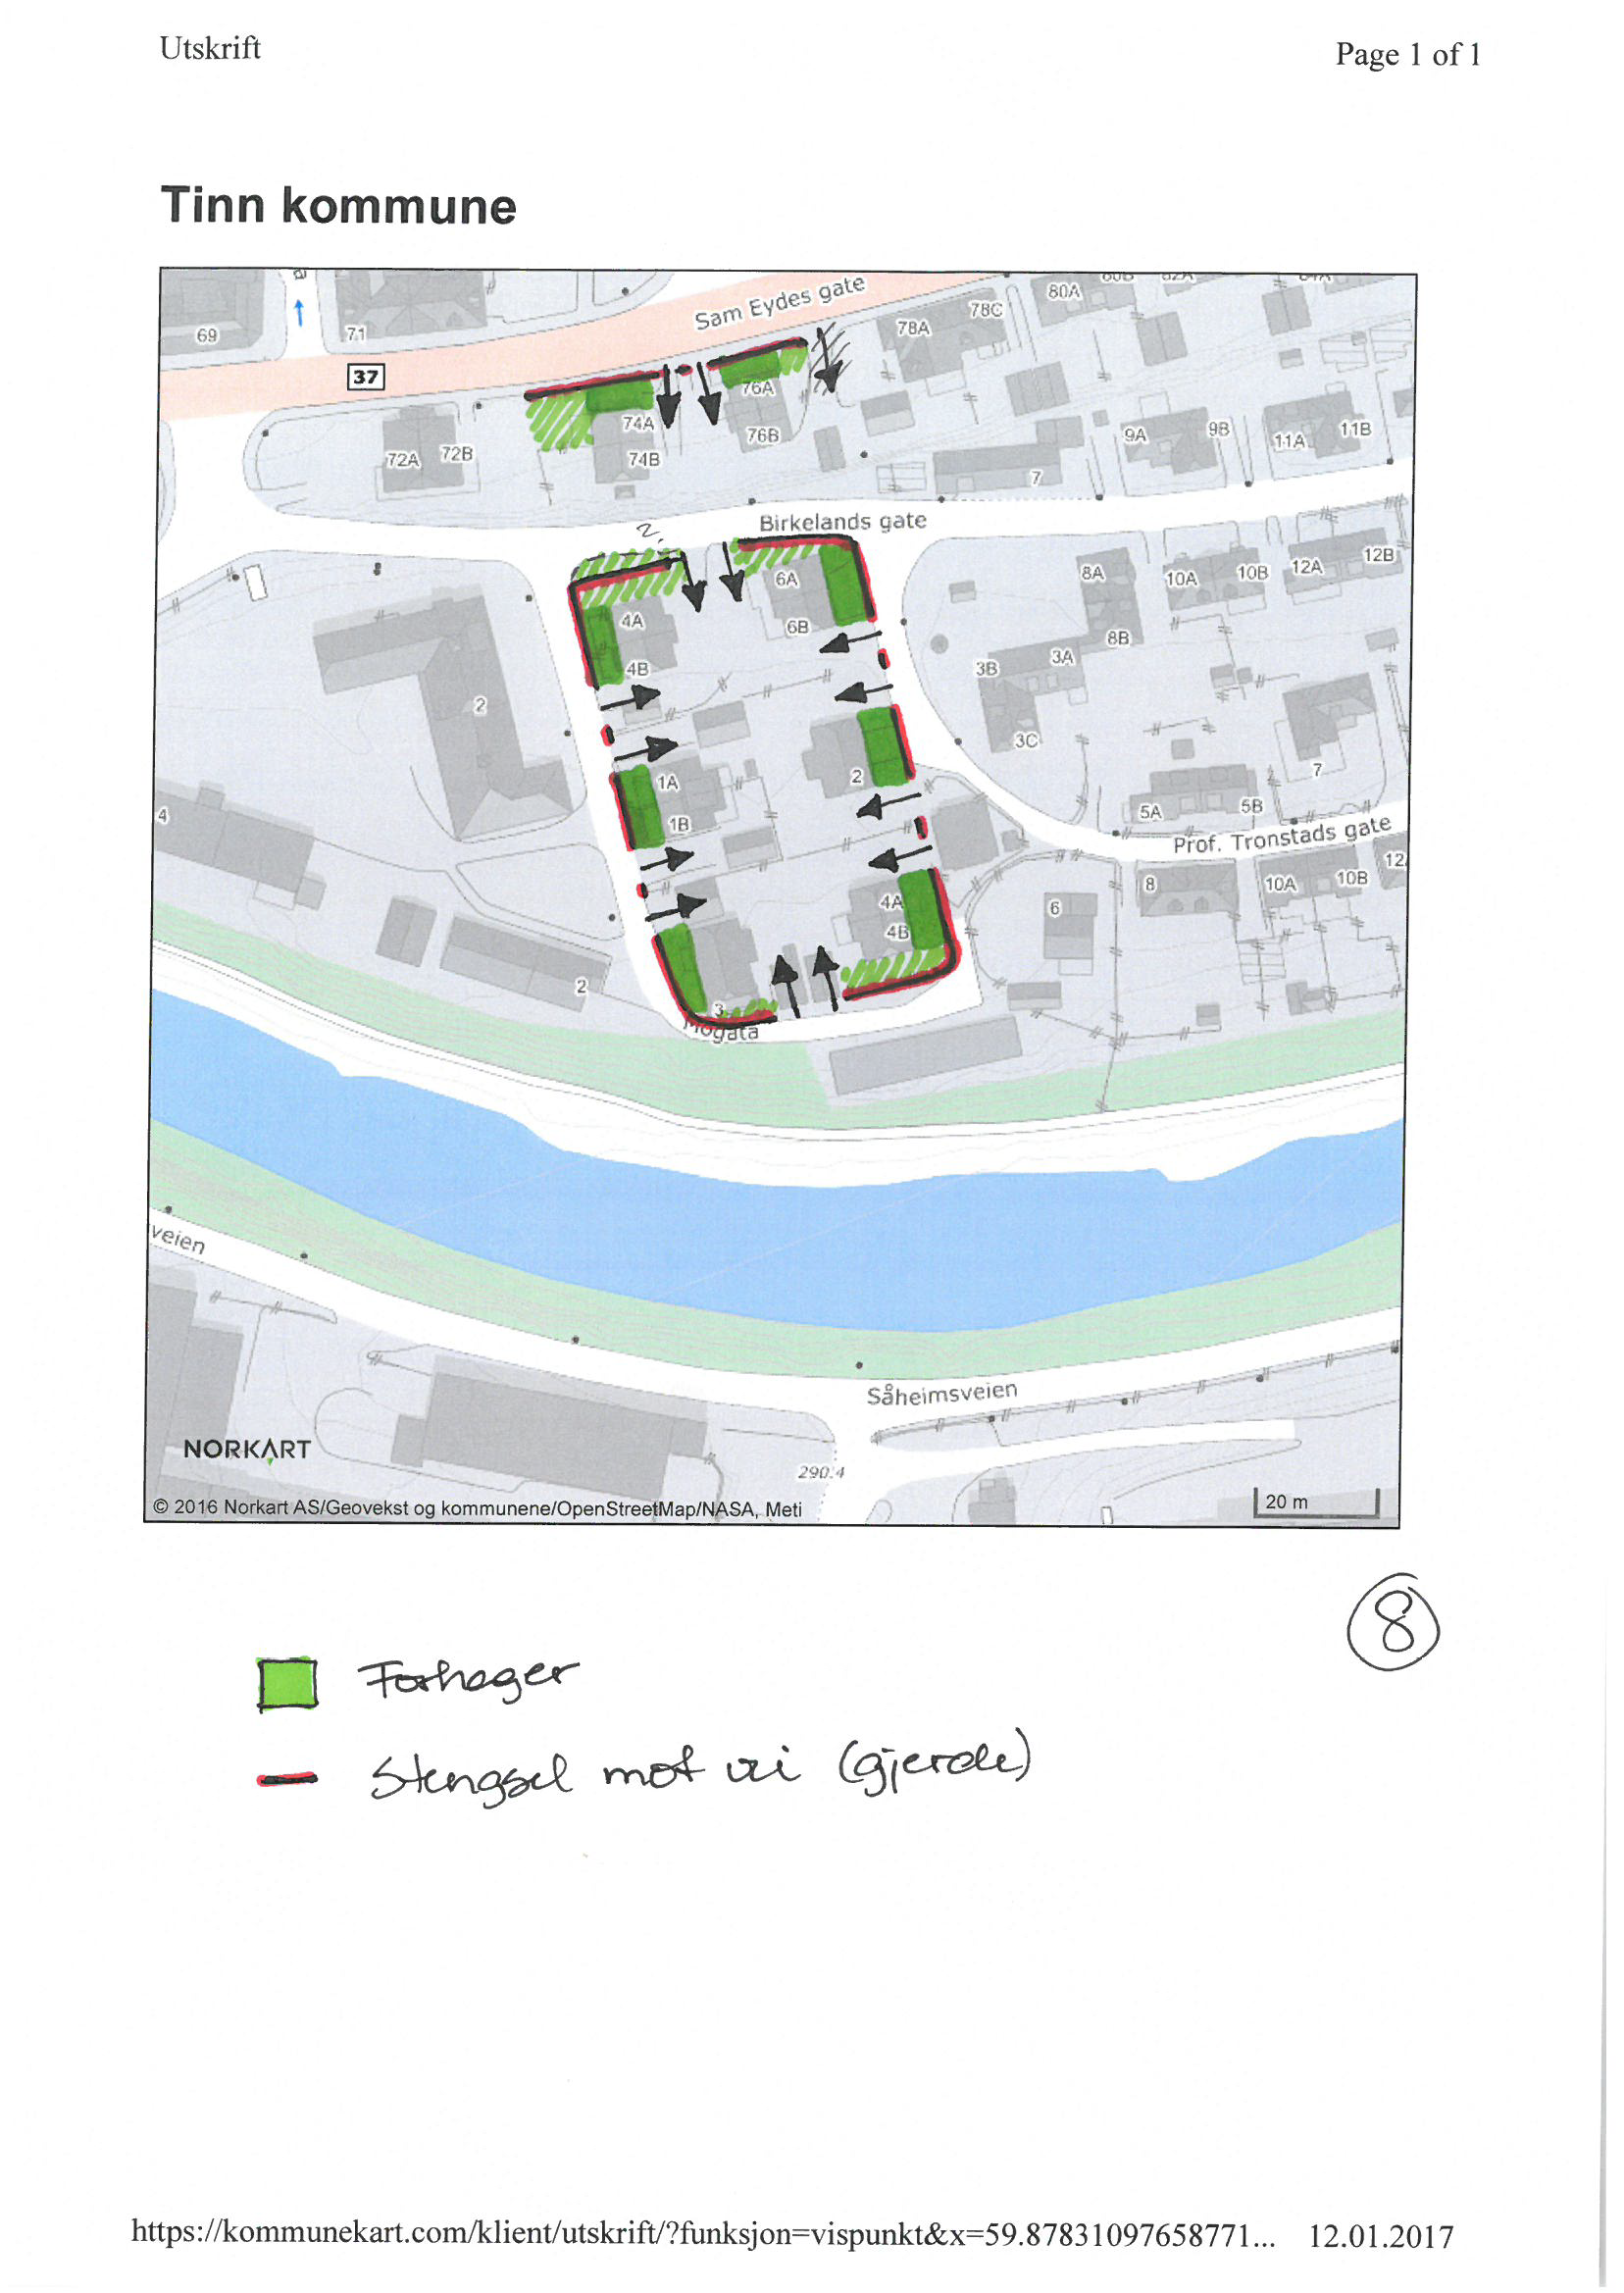 Utskrift
Page 1 of 1
Tinn kommune
Sam Eydes gate
80A
69
71
78A
78C
37
76A
76B
74A
74B
72A
72B
9A
9B
11A
11B
7
Birkelands gate
2.
6A
6B
4A
4B
8A
8B
10A
10B
12A
12B
3A
3B
3C
2
1A
1B
2
7
5A
5B
Prof. Tronstads gate
4
4A
4B
6
8
10A
10B
12
2
3
Mogata
veien
Såheimsveien
NORKART
290.4
© 2016 Norkart AS/Geovekst og kommunene/OpenStreetMap/NASA, Meti
20 m
8
Forhager
Stengsel mot vei (gjerde)
https://kommunekart.com/klient/utskrift/?funksjon=vispunkt&x=59.87831097658771...
12.01.2017